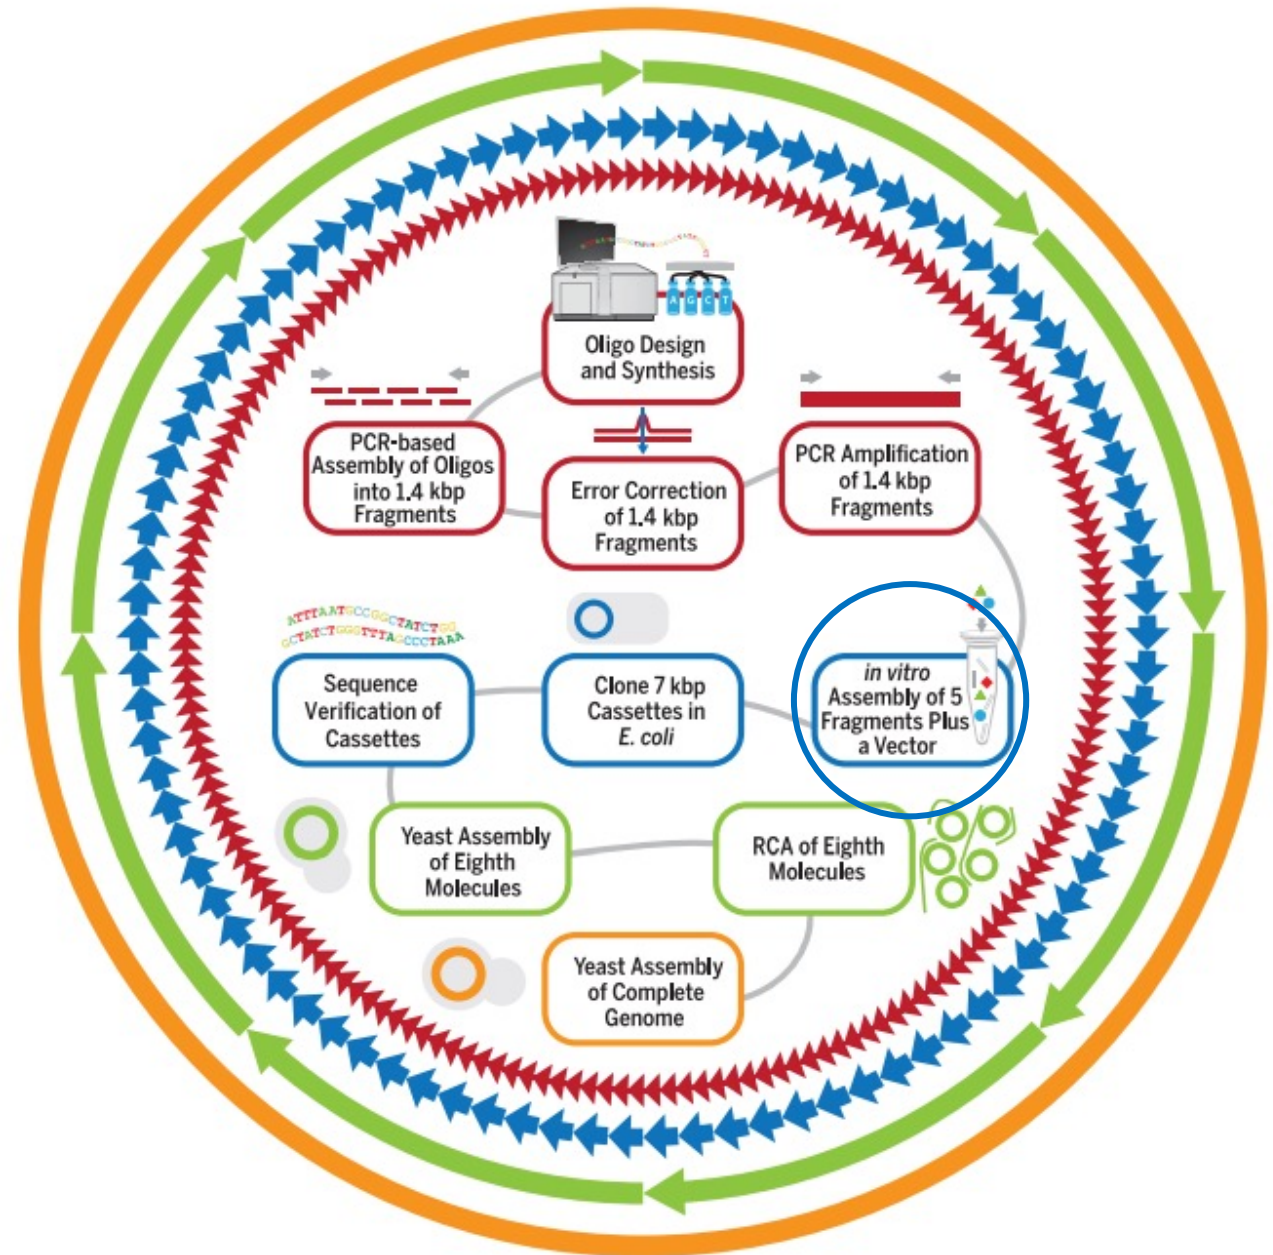 A G C T
Oligo Design
and Synthesis
PCR-based
Assembly of Oligos
into 1.4 kbp
Fragments
Error Correction
of 1.4 kbp
Fragments
PCR Amplification
of 1.4 kbp
Fragments
ATTTAATGCCGGCTATCTGG
GCTATCTGGGTTTAGCCCTAAA
Sequence
Verification of
Cassettes
Clone 7 kbp
Cassettes in
E. coli
in vitro
Assembly of 5
Fragments Plus
a Vector
Yeast Assembly
of Eighth
Molecules
RCA of Eighth
Molecules
Yeast Assembly
of Complete
Genome